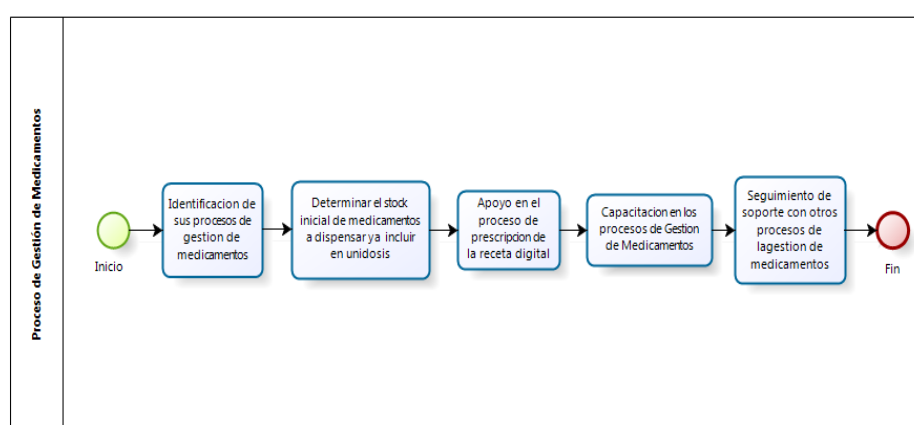 Proceso de Gestión de Medicamentos
Inicio
Identificacion de
sus procesos de
gestion de
medicamentos
Determinar el stock
inicial de medicamentos
a dispensar ya incluir
en unidosis
Apoyo en el
proceso de
prescripcion de
la receta digital
Capacitacion en los
procesos de Gestion
de Medicamentos
Seguimiento de
soporte con otros
procesos de
lagestion de
medicamentos
Fin